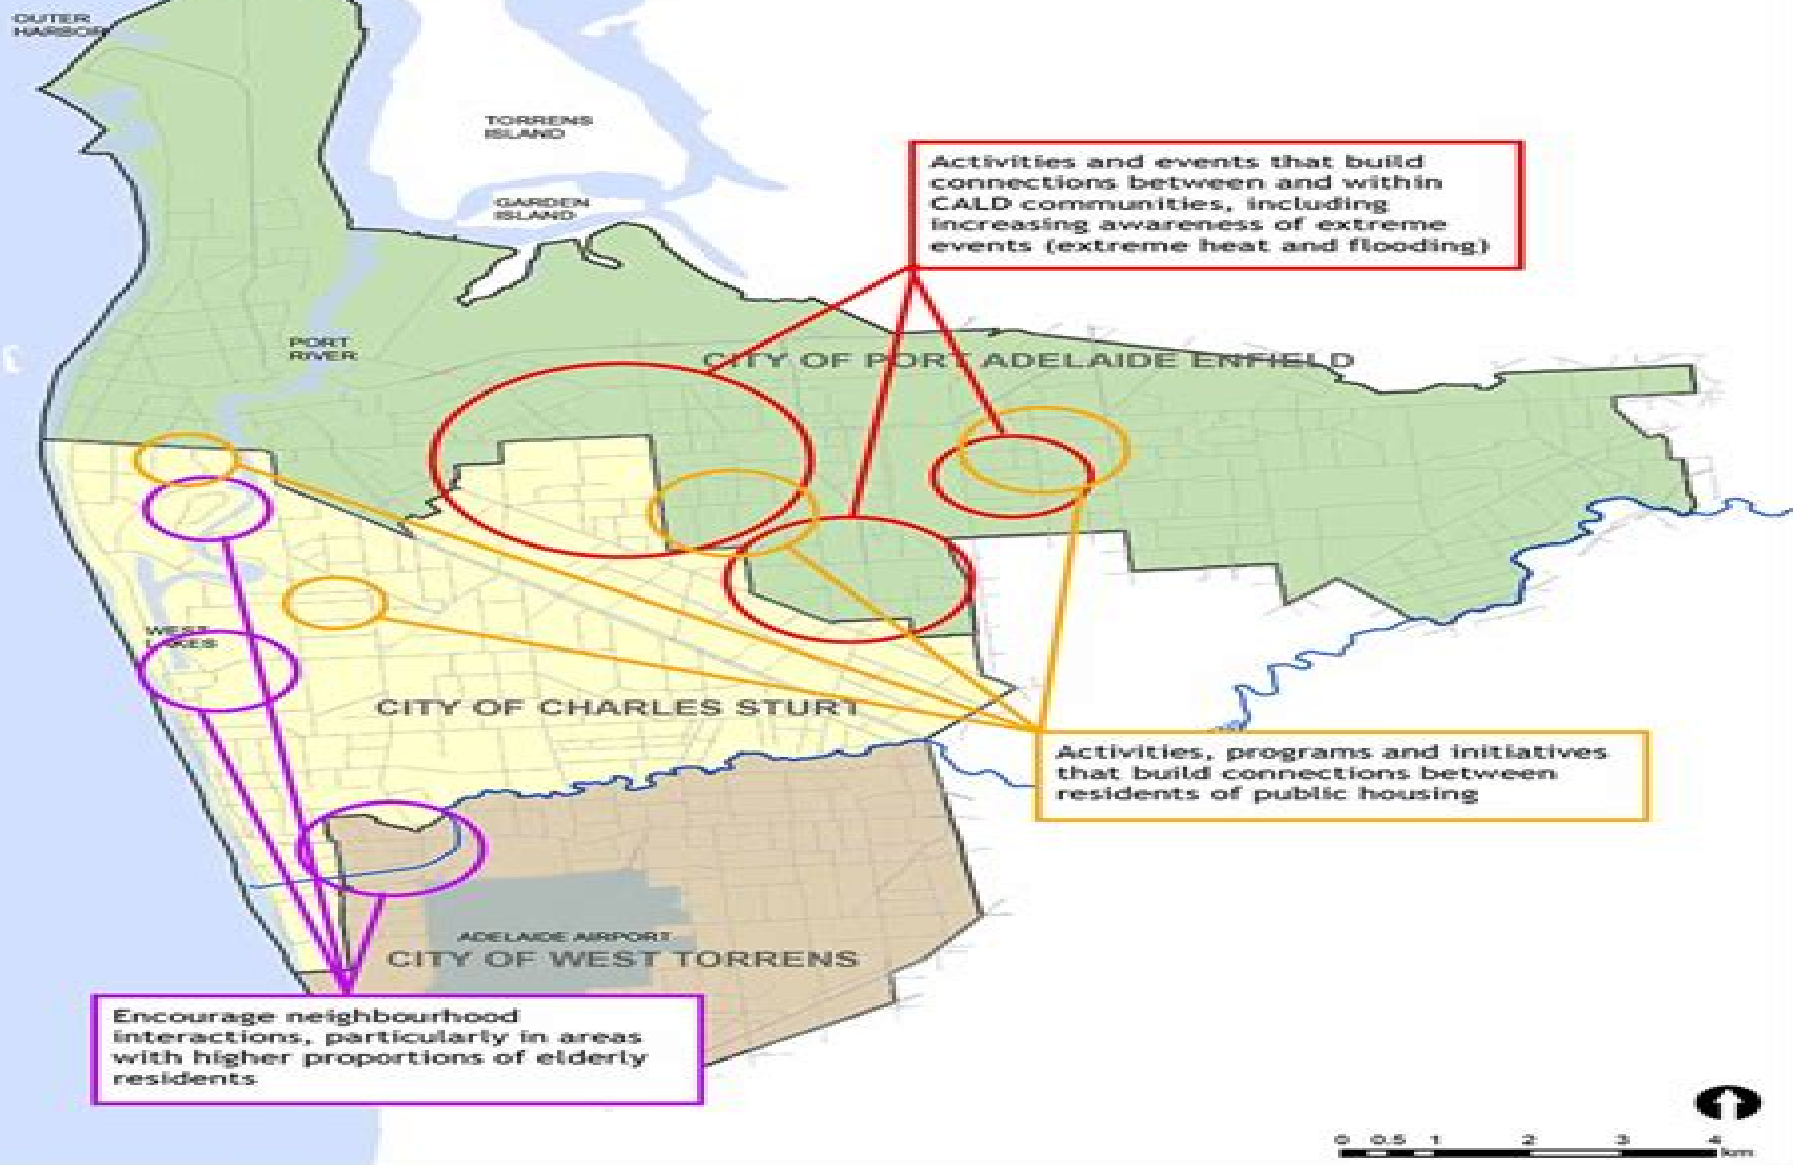 OUTER
HARBOR
TORRENS
ISLAND
GARDEN
ISLAND
Activities and events that build
connections between and within
CALD communities, including
increasing awareness of extreme
events (extreme heat and flooding)
PORT
RIVER
CITY OF PORT ADELAIDE ENFIELD
WEST
LAKES
CITY OF CHARLES STURT
Activities, programs and initiatives
that build connections between
residents of public housing
ADELAIDE AIRPORT
CITY OF WEST TORRENS
Encourage neighbourhood
interactions, particularly in areas
with higher proportions of elderly
residents
0 0.5 1 2 3 4
km